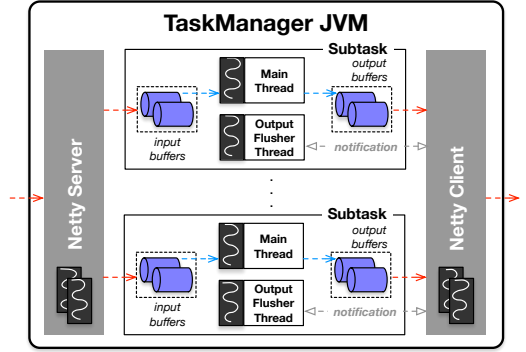 TaskManager JVM
Netty Server
Subtask
output
buffers
Main
Thread
input
buffers
Output
Flusher
Thread
notification
.
.
.
Subtask
output
buffers
Main
Thread
input
buffers
Output
Flusher
Thread
notification
Netty Client